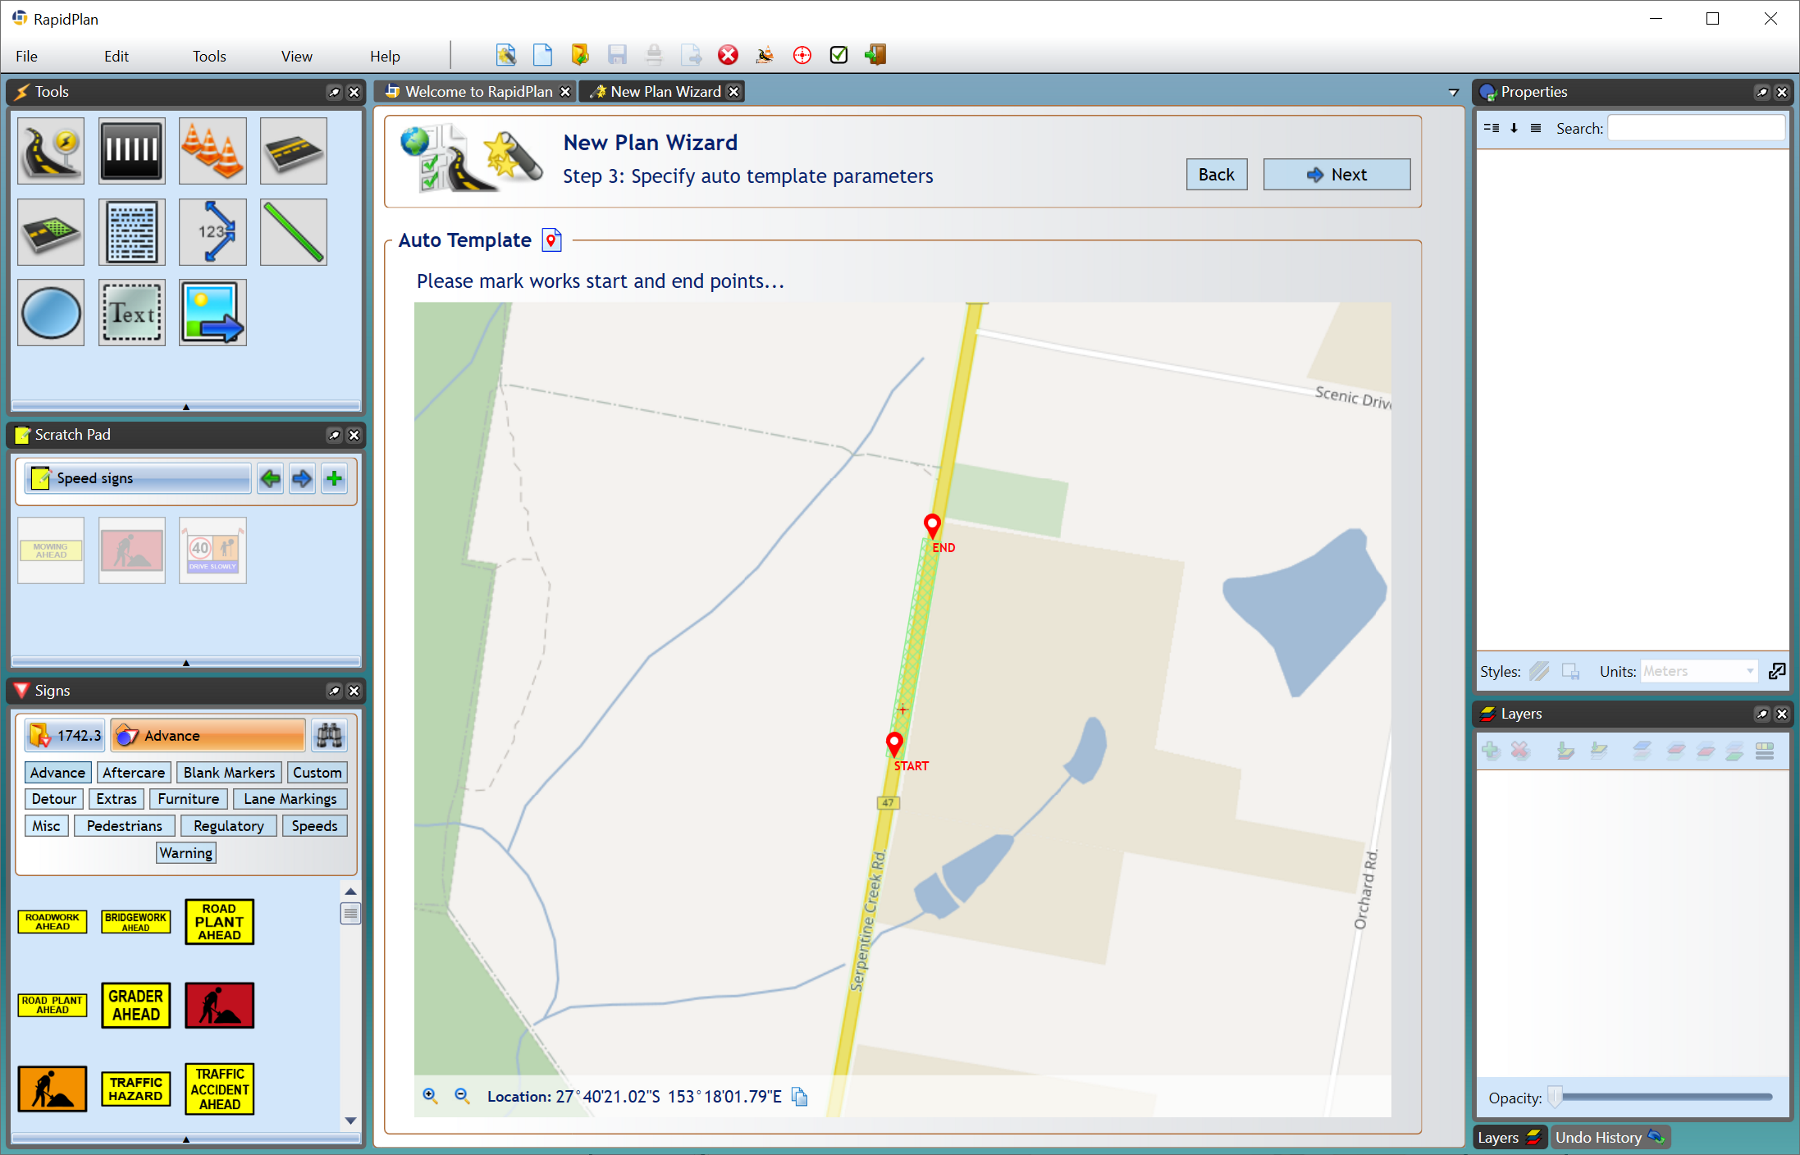 RapidPlan
File Edit Tools View Help
Tools
Welcome to RapidPlan
New Plan Wizard
Properties
Search:
New Plan Wizard
Step 3: Specify auto template parameters
Back
Next
Auto Template
Please mark works start and end points...
123
Text
Scratch Pad
Speed signs
MOWING
AHEAD
40
DRIVE SLOWLY
Scenic Drive
END
START
47
Serpentine Creek Rd.
Orchard Rd.
Location: 27°40'21.02"S 153°18'01.79"E
Signs
1742.3
Advance
Advance Aftercare Blank Markers Custom
Detour Extras Furniture Lane Markings
Misc Pedestrians Regulatory Speeds
Warning
ROADWORK
AHEAD
BRIDGEWORK
AHEAD
ROAD
PLANT
AHEAD
ROAD PLANT
AHEAD
GRADER
AHEAD
TRAFFIC
HAZARD
TRAFFIC
ACCIDENT
AHEAD
Styles:
Units: Meters
Layers
Opacity:
Layers
Undo History